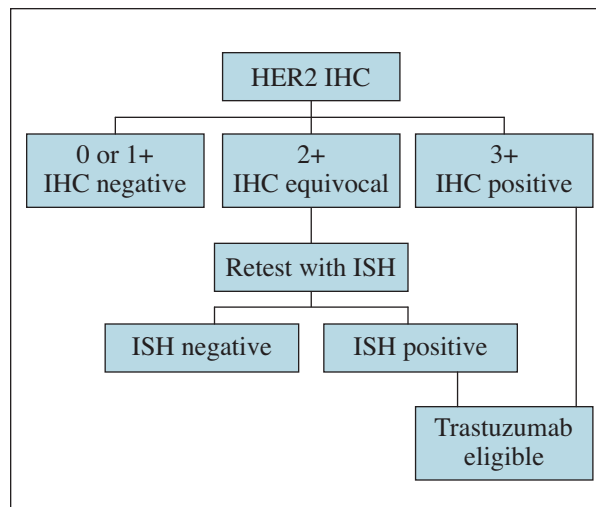 HER2 IHC
0 or 1+
IHC negative
2+
IHC equivocal
3+
IHC positive
Retest with ISH
ISH negative
ISH positive
Trastuzumab
eligible